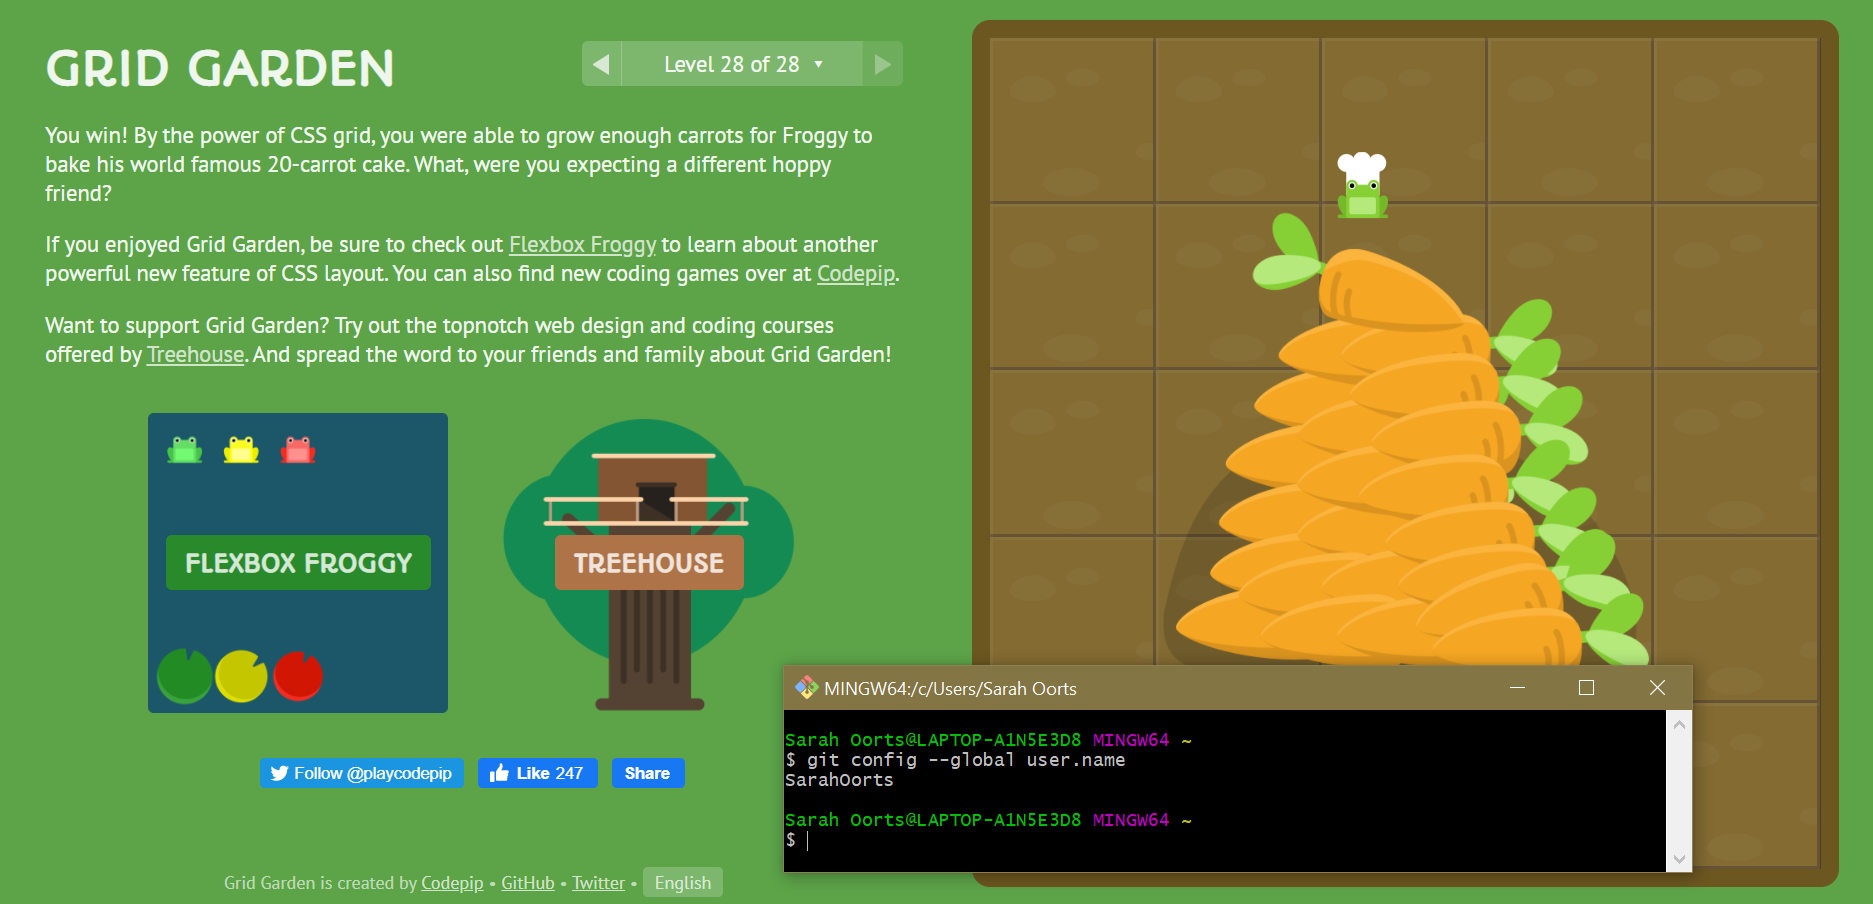 GRID GARDEN
Level 28 of 28
You win! By the power of CSS grid, you were able to grow enough carrots for Froggy to
bake his world famous 20-carrot cake. What, were you expecting a different hoppy
friend?
If you enjoyed Grid Garden, be sure to check out Flexbox Froggy to learn about another
powerful new feature of CSS layout. You can also find new coding games over at Codepip.
Want to support Grid Garden? Try out the topnotch web design and coding courses
offered by Treehouse. And spread the word to your friends and family about Grid Garden!
FLEXBOX FROGGY
TREEHOUSE
Follow @playcodepip
Like 247
Share
Grid Garden is created by Codepip • GitHub • Twitter • English
MINGW64:/c/Users/Sarah Oorts
Sarah Oorts@LAPTOP-A1N5E3D8 MINGW64 ~
$ git config --global user.name
SarahOorts
Sarah Oorts@LAPTOP-A1N5E3D8 MINGW64 ~
$